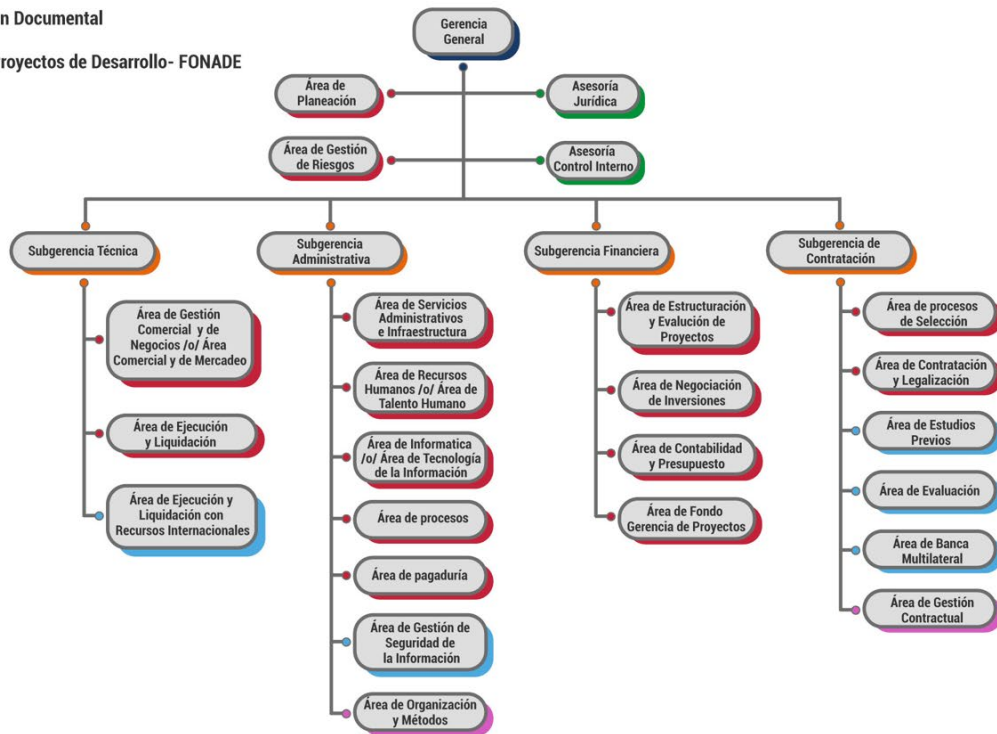 n Documental
royectos de Desarrollo- FONADE
Gerencia
General
Área de
Planeación
Asesoría
Jurídica
Área de Gestión
de Riesgos
Asesoría
Control Interno
Subgerencia Técnica
Subgerencia
Administrativa
Subgerencia Financiera
Subgerencia de
Contratación
Área de Gestión
Comercial y de
Negocios /o/ Área
Comercial y de Mercadeo
Área de Ejecución
y Liquidación
Área de Ejecución y
Liquidación con
Recursos Internacionales
Área de Servicios
Administrativos
e Infraestructura
Área de Recursos
Humanos /o/ Área de
Talento Humano
Área de Informatica
/o/ Área de Tecnología
de la Información
Área de procesos
Área de pagaduría
Área de Gestión de
Seguridad de
la Información
Área de Organización
y Métodos
Área de Estructuración
y Evalución de
Proyectos
Área de Negociación
de Inversiones
Área de Contabilidad
y Presupuesto
Área de Fondo
Gerencia de Proyectos
Área de procesos
de Selección
Área de Contratación
y Legalización
Área de Estudios
Previos
Área de Evaluación
Área de Banca
Multilateral
Área de Gestión
Contractual